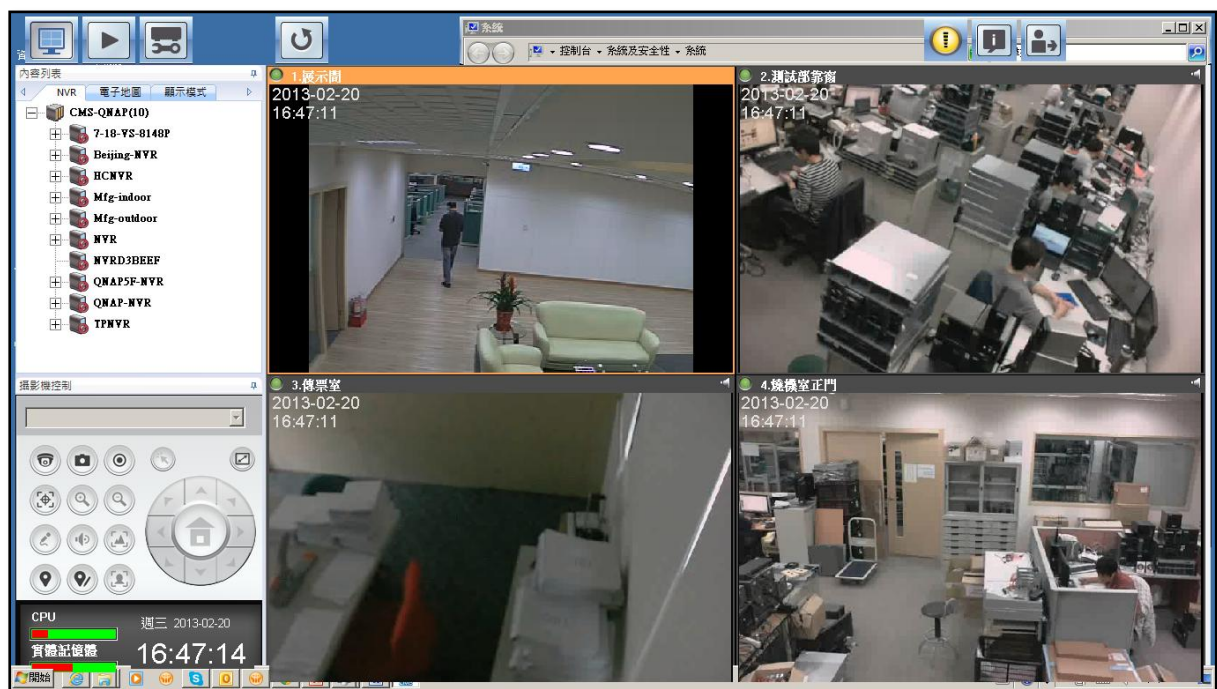 系統
控制台 系統及安全性 系統
內容列表
NVR 電子地圖 顯示模式
CMS-QNAP(10)
7-18-VS-8148P
Beijing-NVR
HCNVR
Mfg-indoor
Mfg-outdoor
NVR
NVRD3BEEF
QNAP5F-NVR
QNAP-NVR
TPNVR
攝影機控制
CPU
週三 2013-02-20
實體記憶體
16:47:14
開始
1.展示間
2013-02-20
16:47:11
2.測試部靠窗
2013-02-20
16:47:11
3.傳票室
2013-02-20
16:47:11
4.燒機室正門
2013-02-20
16:47:11